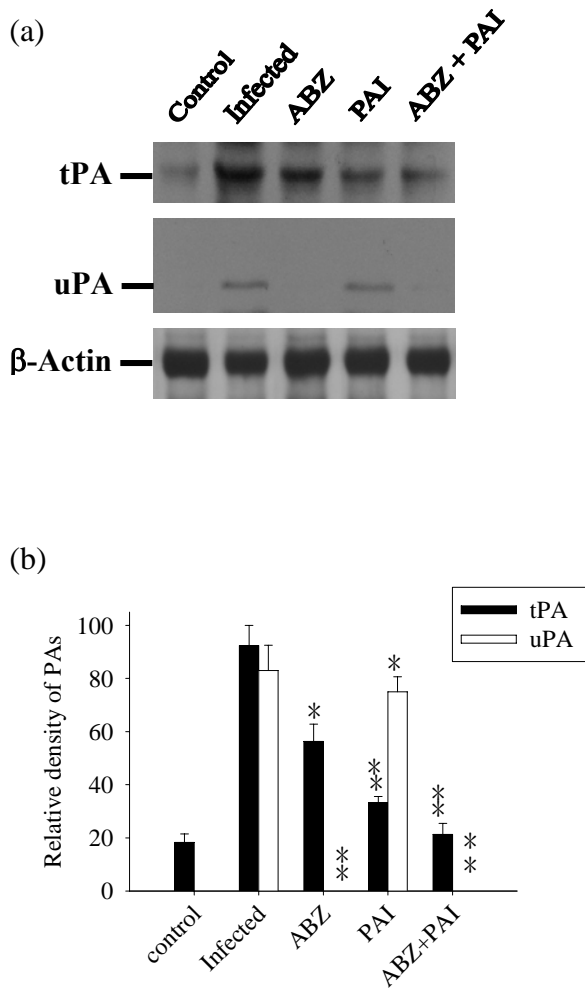 (a)
Control Infected ABZ PAI ABZ + PAI
tPA
uPA
β-Actin
(b)
tPA
uPA
Relative density of PAs
100
80
60
40
20
0
*
**
**
*
**
**
control Infected ABZ PAI ABZ+PAI